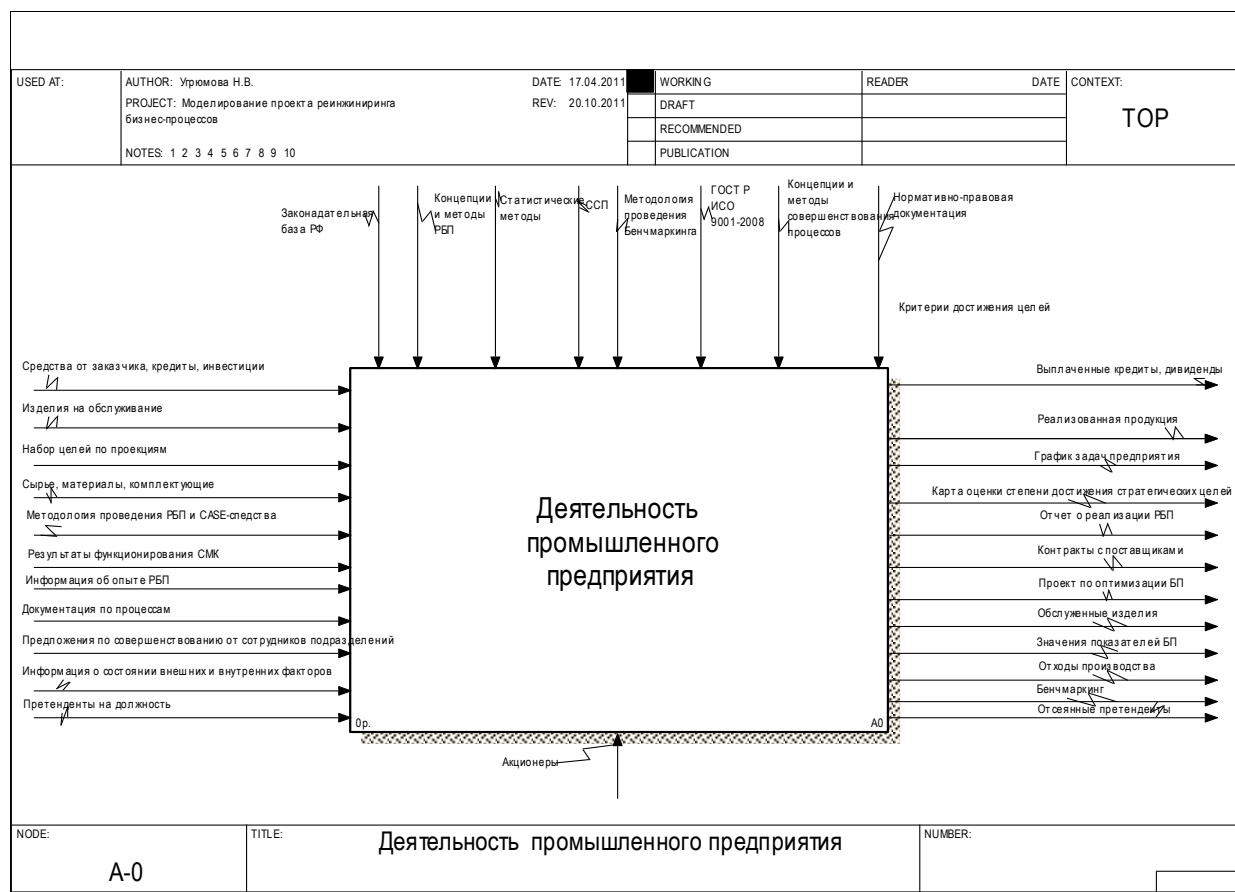 USED AT:
AUTHOR: Угрюмова Н.В.
DATE: 17.04.2011
WORKING
READER
DATE
CONTEXT:
PROJECT: Моделирование проекта реинжиниринга
REV: 20.10.2011
DRAFT
TOP
бизнес-процессов
RECOMMENDED
NOTES: 1 2 3 4 5 6 7 8 9 10
PUBLICATION
Законадательная
база РФ
Концепции
и методы
РБП
Статистические
методы
ССП
Методология
проведения
Бенчмаркинга
ГОСТ Р
ИСО
9001-2008
Концепции и
методы
совершенствования
процессов
Нормативно-правовая
документация
Критерии достижения целей
Средства от заказчика, кредиты, инвестиции
Изделия на обслуживание
Набор целей по проекциям
Сырье, материалы, комплектующие
Методология проведения РБП и CASE-спедства
Результаты функционирования СМК
Информация об опыте РБП
Документация по процессам
Предложения по совершенствованию от сотрудников подразделений
Информация о состоянии внешних и внутренних факторов
Претенденты на должность
Деятельность
промышленного
предприятия
0р.
A0
Выплаченные кредиты, дивиденды
Реализованная продукция
График задач предприятия
Карта оценки степени достижения стратегических целей
Отчет о реализации РБП
Контракты с поставщиками
Проект по оптимизации БП
Обслуженные изделия
Значения показателей БП
Отходы производства
Бенчмаркинг
Отсеянные претенденты
Акционеры
NODE:
TITLE:
Деятельность промышленного предприятия
NUMBER:
A-0